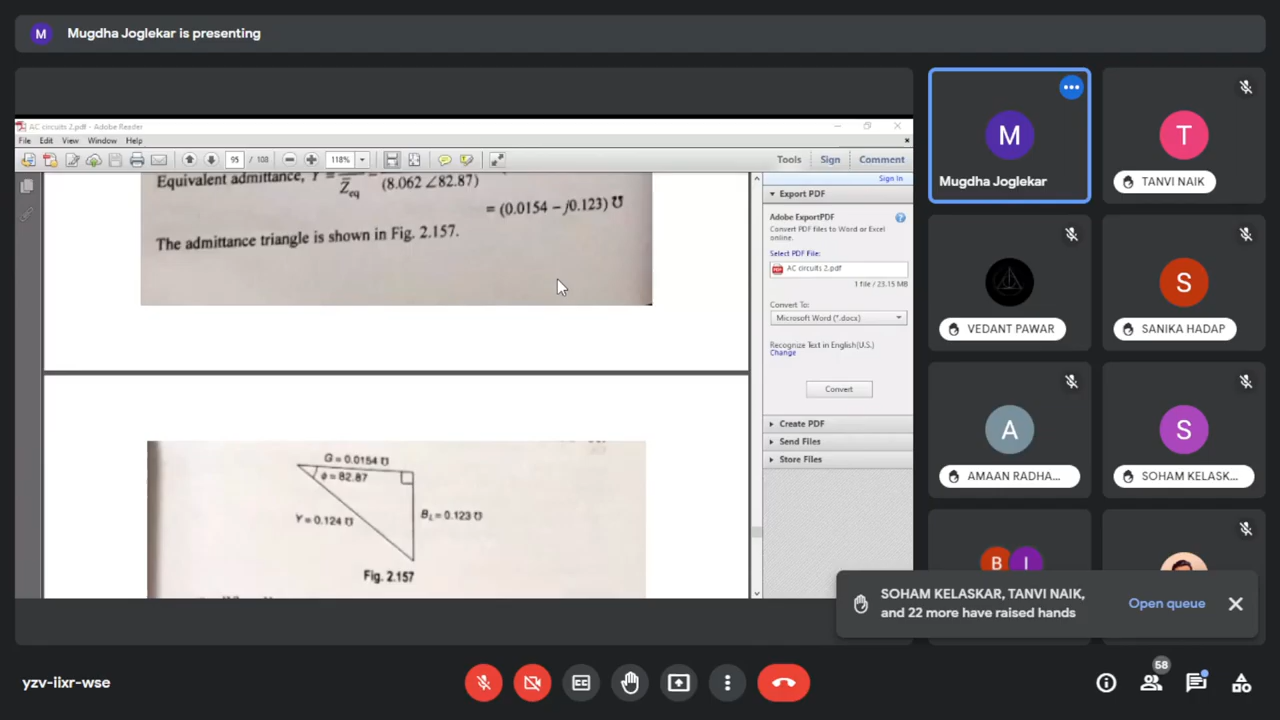 M
Mugdha Joglekar is presenting
AC circuits 2.pdf - Adobe Reader
File Edit View Window Help
95 / 108
118%
Tools
Sign
Comment
Equivalent admittance, Y =
Zeq
(8.062 ∠82.87)
= (0.0154 – j0.123) ℧
The admittance triangle is shown in Fig. 2.157.
G = 0.0154 ℧
ϕ = 82.87
Y = 0.124 ℧
BL = 0.123 ℧
Fig. 2.157
Sign In
Export PDF
Adobe ExportPDF
Convert PDF files to Word or Excel
online.
Select PDF File:
AC circuits 2.pdf
1 file / 23.15 MB
Convert To:
Microsoft Word (*.docx)
Recognize Text in English(U.S.)
Change
Convert
Create PDF
Send Files
Store Files
M
Mugdha Joglekar
T
TANVI NAIK
VEDANT PAWAR
S
SANIKA HADAP
A
AMAAN RADHA...
S
SOHAM KELASK...
B I
SOHAM KELASKAR, TANVI NAIK,
and 22 more have raised hands
Open queue
yzv-iixr-wse
58